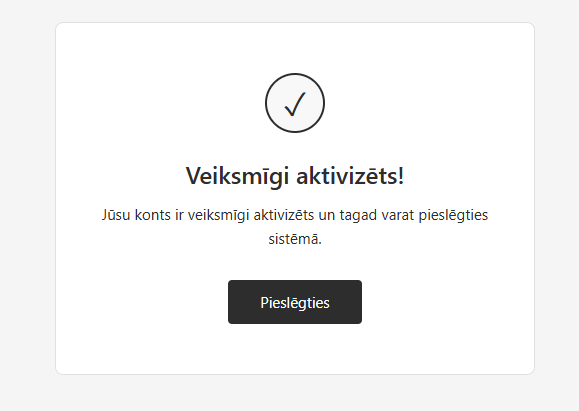 Veiksmīgi aktivizēts!
Jūsu konts ir veiksmīgi aktivizēts un tagad varat pieslēgties
sistēmā.
Pieslēgties